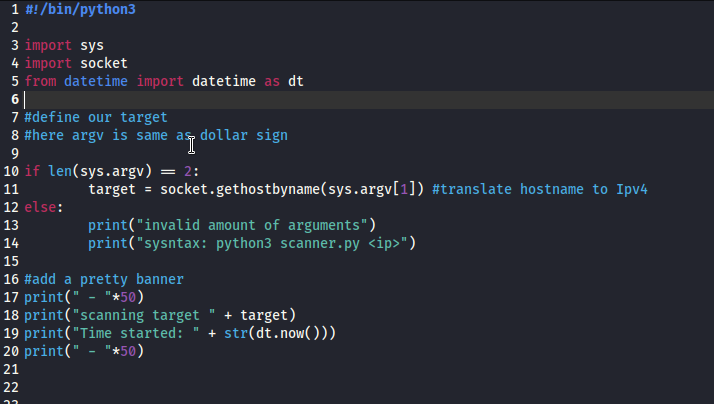 1 #!/bin/python3
2
3 import sys
4 import socket
5 from datetime import datetime as dt
6
7 #define our target
8 #here argv is same as dollar sign
9
10 if len(sys.argv) == 2:
11         target = socket.gethostbyname(sys.argv[1]) #translate hostname to Ipv4
12 else:
13         print("invalid amount of arguments")
14         print("sysntax: python3 scanner.py <ip>")
15
16 #add a pretty banner
17 print(" - "*50)
18 print("scanning target " + target)
19 print("Time started: " + str(dt.now()))
20 print(" - "*50)
21
22
23